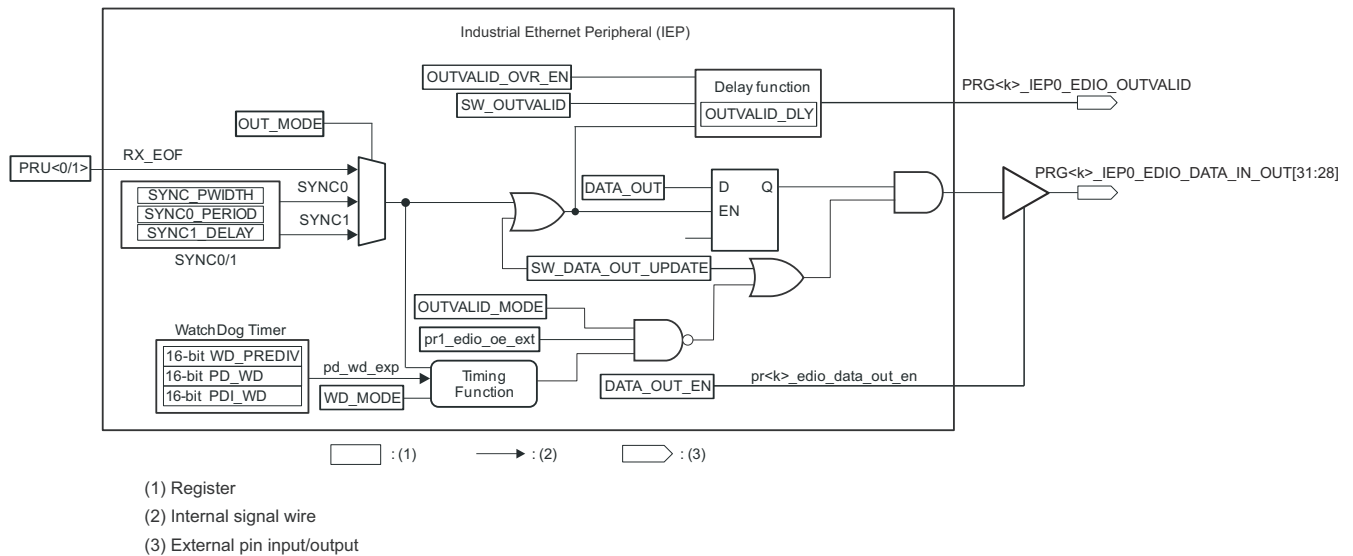 Industrial Ethernet Peripheral (IEP)
OUTVALID_OVR_EN
SW_OUTVALID
Delay function
OUTVALID_DLY
PRG<k>_IEP0_EDIO_OUTVALID
OUT_MODE
PRU<0/1>
RX_EOF
SYNC_PWIDTH
SYNC0_PERIOD
SYNC1_DELAY
SYNC0
SYNC1
SYNC0/1
DATA_OUT
D
Q
EN
PRG<k>_IEP0_EDIO_DATA_IN_OUT[31:28]
SW_DATA_OUT_UPDATE
OUTVALID_MODE
pr1_edio_oe_ext
WatchDog Timer
16-bit WD_PREDIV
16-bit PD_WD
16-bit PDI_WD
pd_wd_exp
WD_MODE
Timing
Function
DATA_OUT_EN
pr<k>_edio_data_out_en
: (1)
: (2)
: (3)
(1) Register
(2) Internal signal wire
(3) External pin input/output